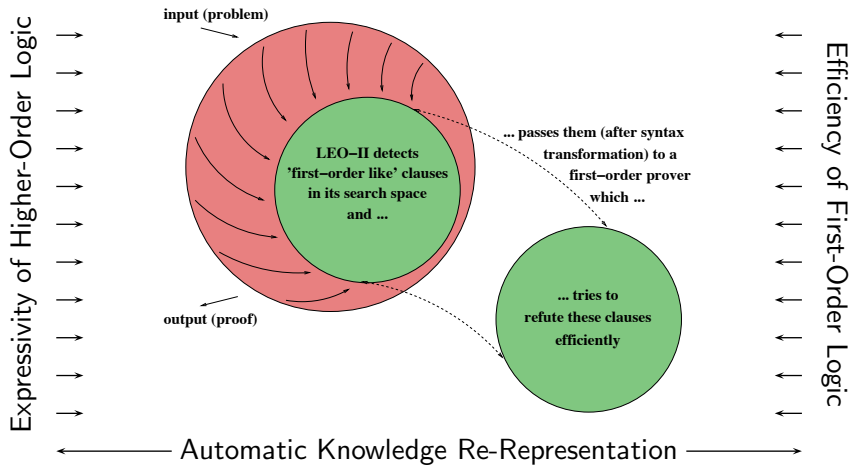 input (problem)
Expressivity of Higher-Order Logic
LEO–II detects
'first–order like' clauses
in its search space
and ...
... passes them (after syntax
transformation) to a
first–order prover
which ...
Efficiency of First-Order Logic
... tries to
refute these clauses
efficiently
output (proof)
Automatic Knowledge Re-Representation